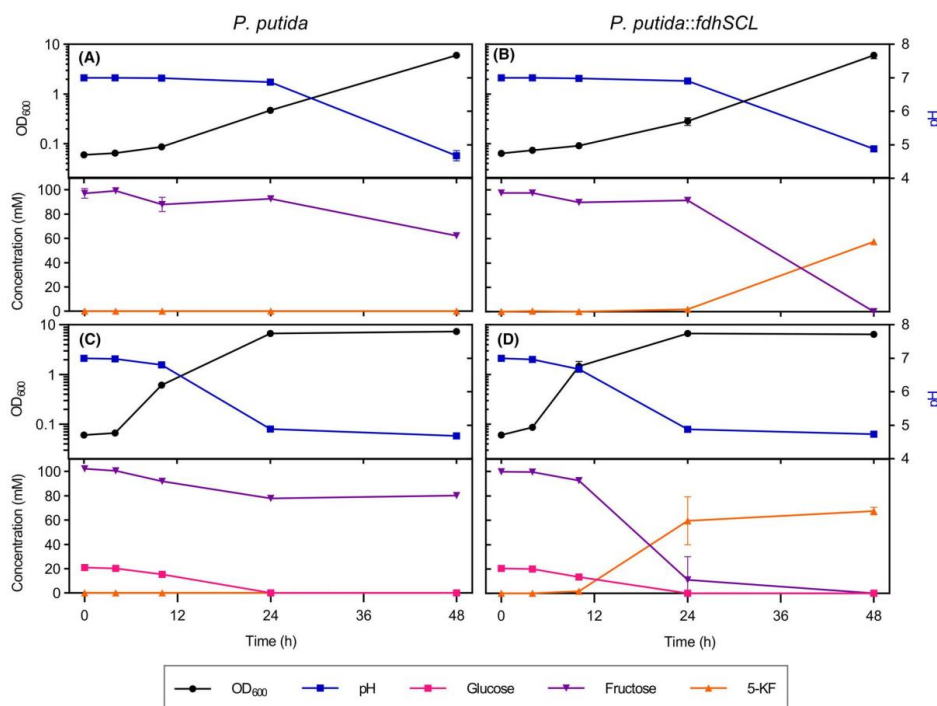 P. putida
P. putida::fdhSCL
(A)
10
1
0.1
OD600
(B)
8
7
6
5
4
pH
100
80
60
40
20
0
Concentration (mM)
(C)
10
1
0.1
OD600
(D)
8
7
6
5
4
pH
100
80
60
40
20
0
Concentration (mM)
0 12 24 36 48
0 12 24 36 48
Time (h)
Time (h)
OD600 pH Glucose Fructose 5-KF